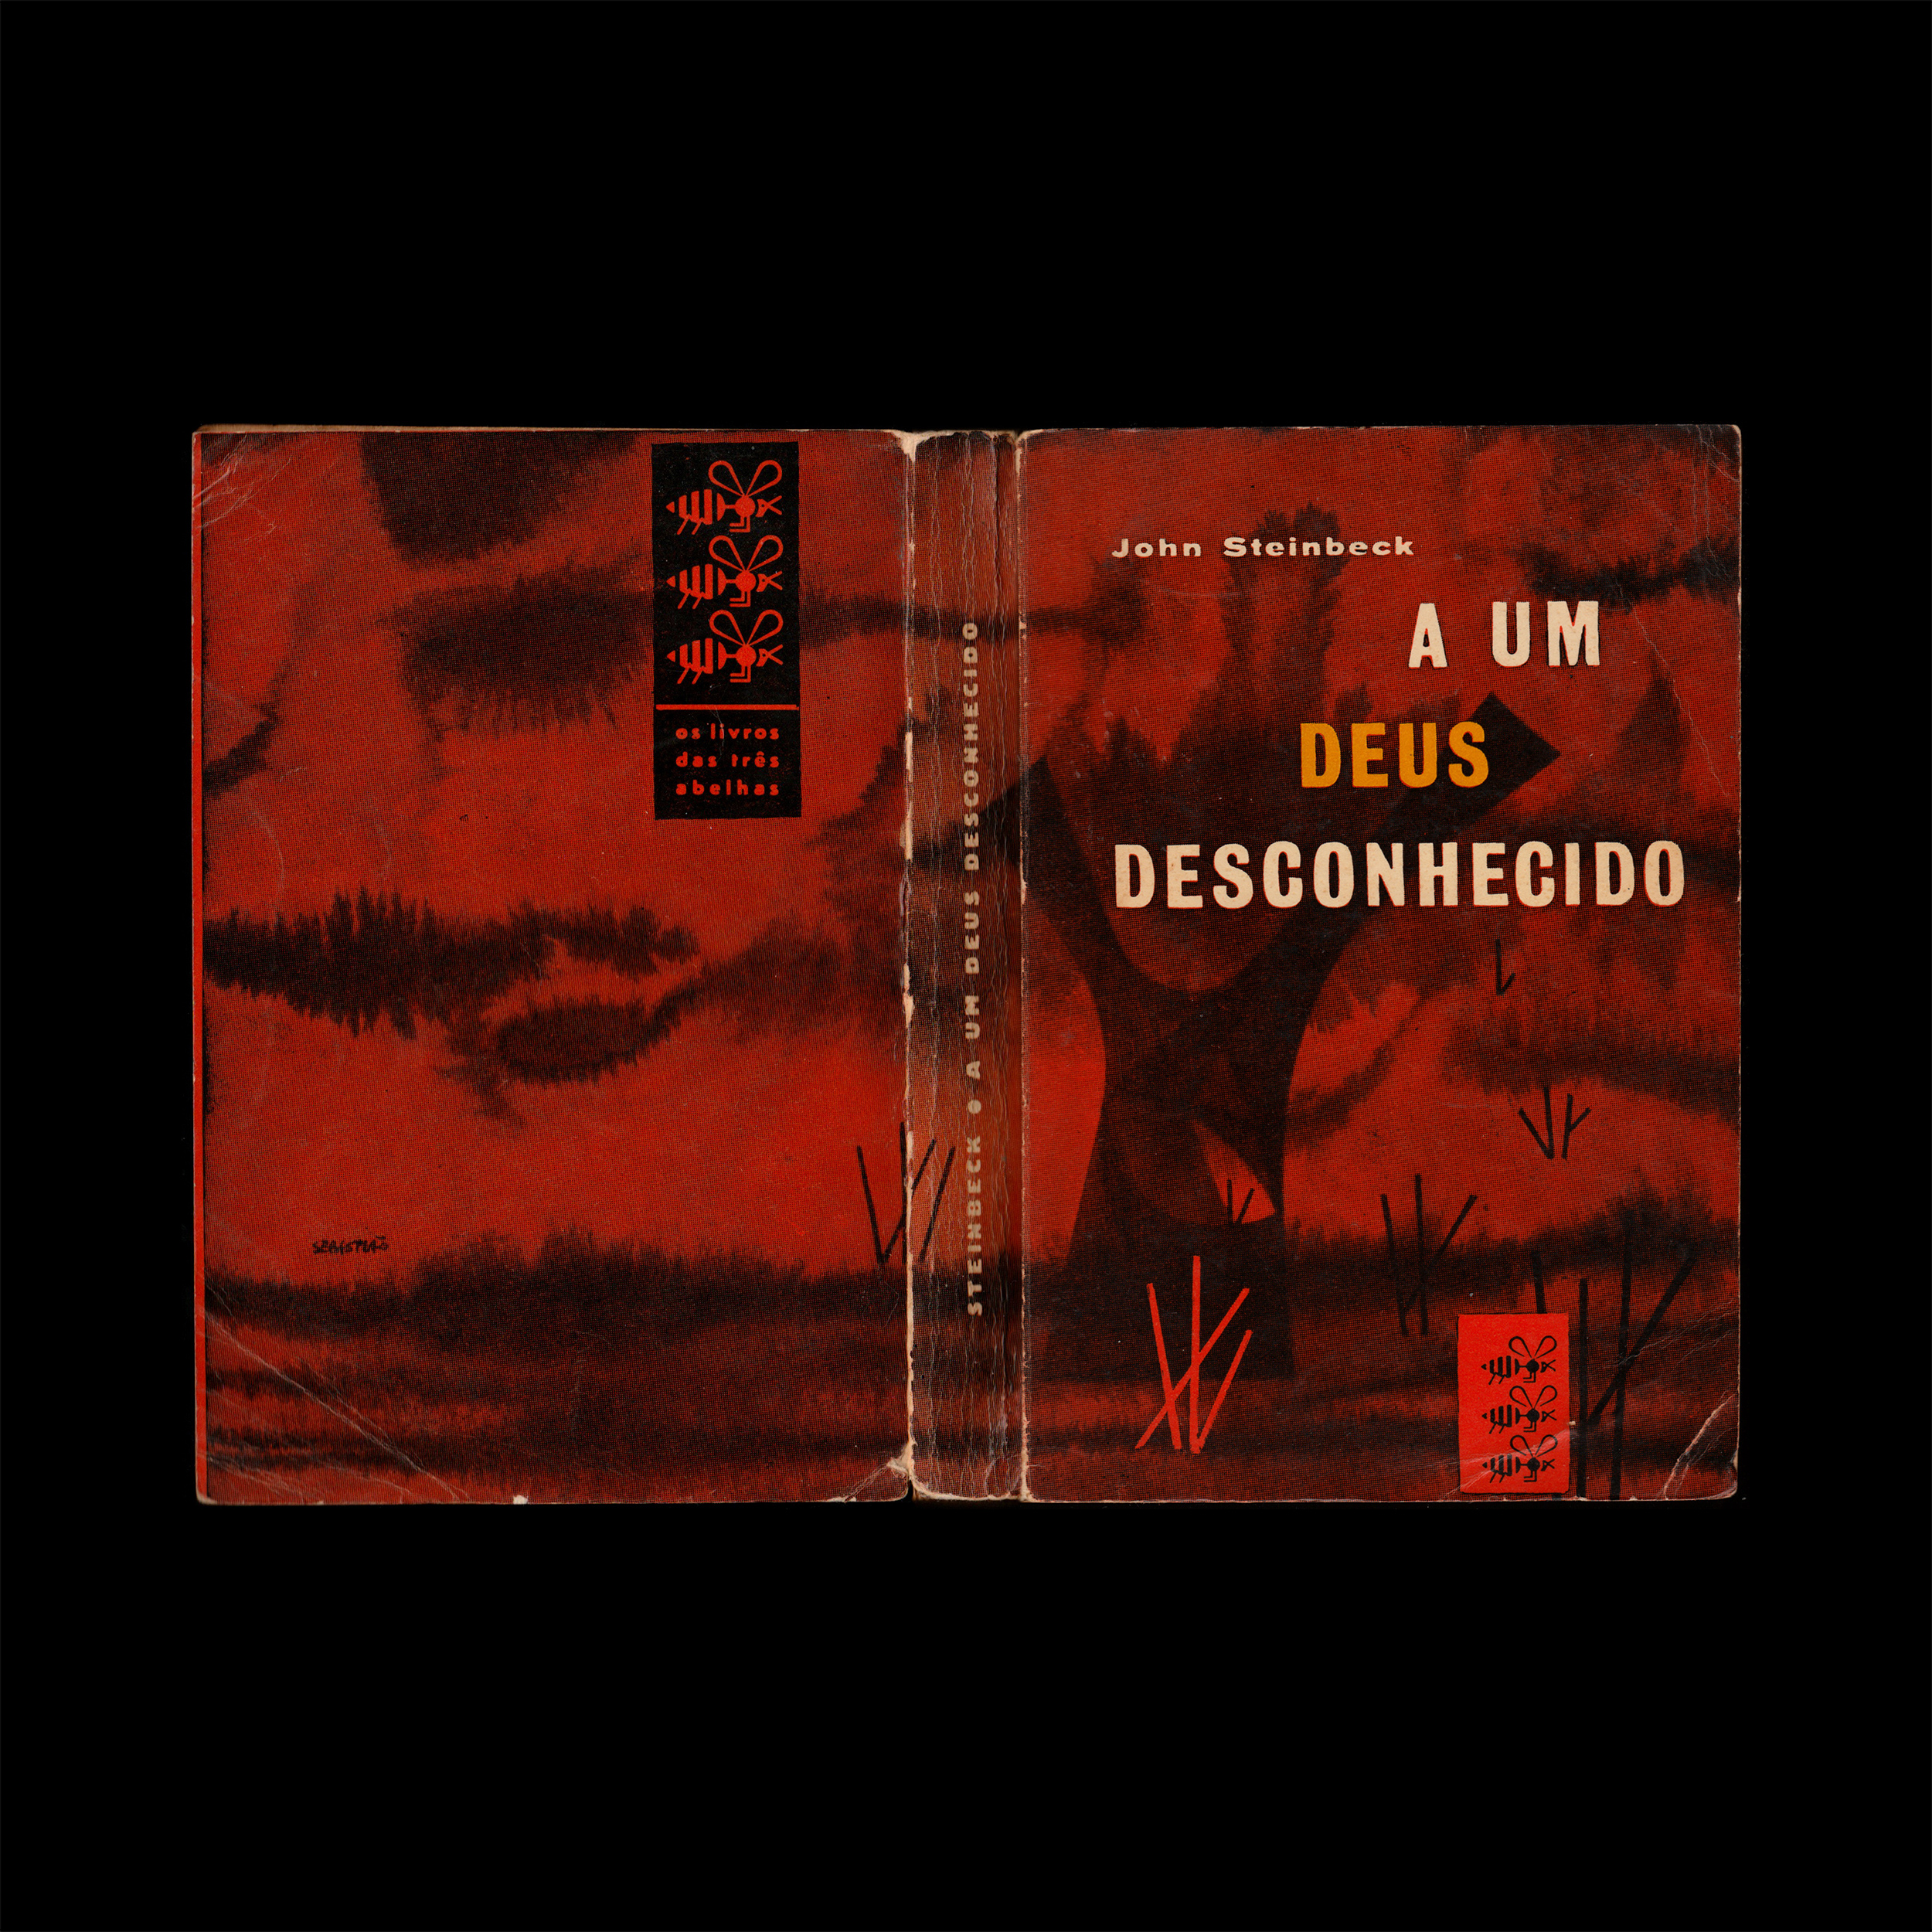 os livros
das três
abelhas
SEBASTIÃO
STEINBECK • A UM DEUS DESCONHECIDO
John Steinbeck
A UM
DEUS
DESCONHECIDO